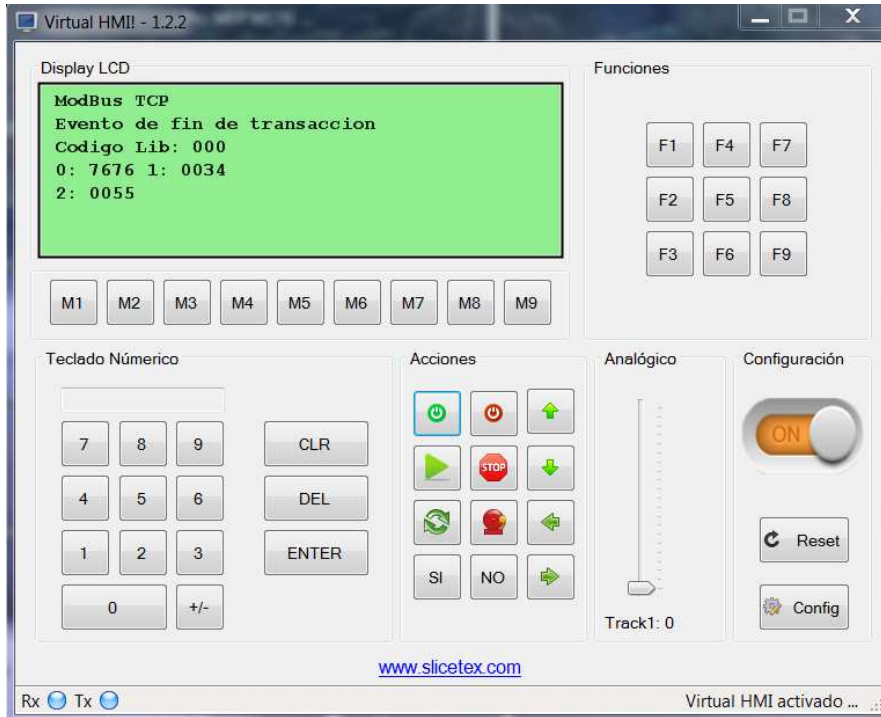 Virtual HMI! - 1.2.2
Display LCD
ModBus TCP
Evento de fin de transaccion
Codigo Lib: 000
0: 7676 1: 0034
2: 0055
M1 M2 M3 M4 M5 M6 M7 M8 M9
Funciones
F1 F4 F7
F2 F5 F8
F3 F6 F9
Teclado Númerico
7 8 9 CLR
4 5 6 DEL
1 2 3 ENTER
0 +/-
Acciones
STOP
SI NO
Analógico
Track1: 0
Configuración
ON
Reset
Config
www.slicetex.com
Rx Tx
Virtual HMI activado ...